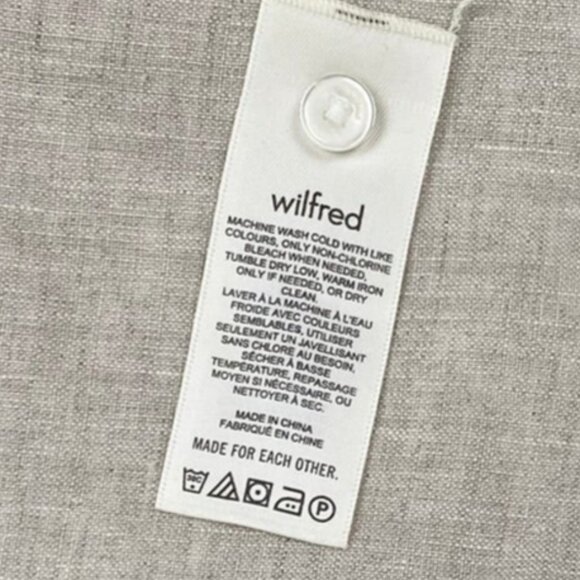 wilfred
MACHINE WASH COLD WITH LIKE
COLOURS, ONLY NON-CHLORINE
BLEACH WHEN NEEDED,
TUMBLE DRY LOW, WARM IRON
ONLY IF NEEDED, OR DRY
CLEAN.
LAVER À LA MACHINE À L'EAU
FROIDE AVEC COULEURS
SEMBLABLES, UTILISER
SEULEMENT UN JAVELLISANT
SANS CHLORE AU BESOIN,
SÉCHER À BASSE
TEMPÉRATURE, REPASSAGE
MOYEN SI NÉCESSAIRE, OU
NETTOYER À SEC.
MADE IN CHINA
FABRIQUÉ EN CHINE
MADE FOR EACH OTHER.
30C P